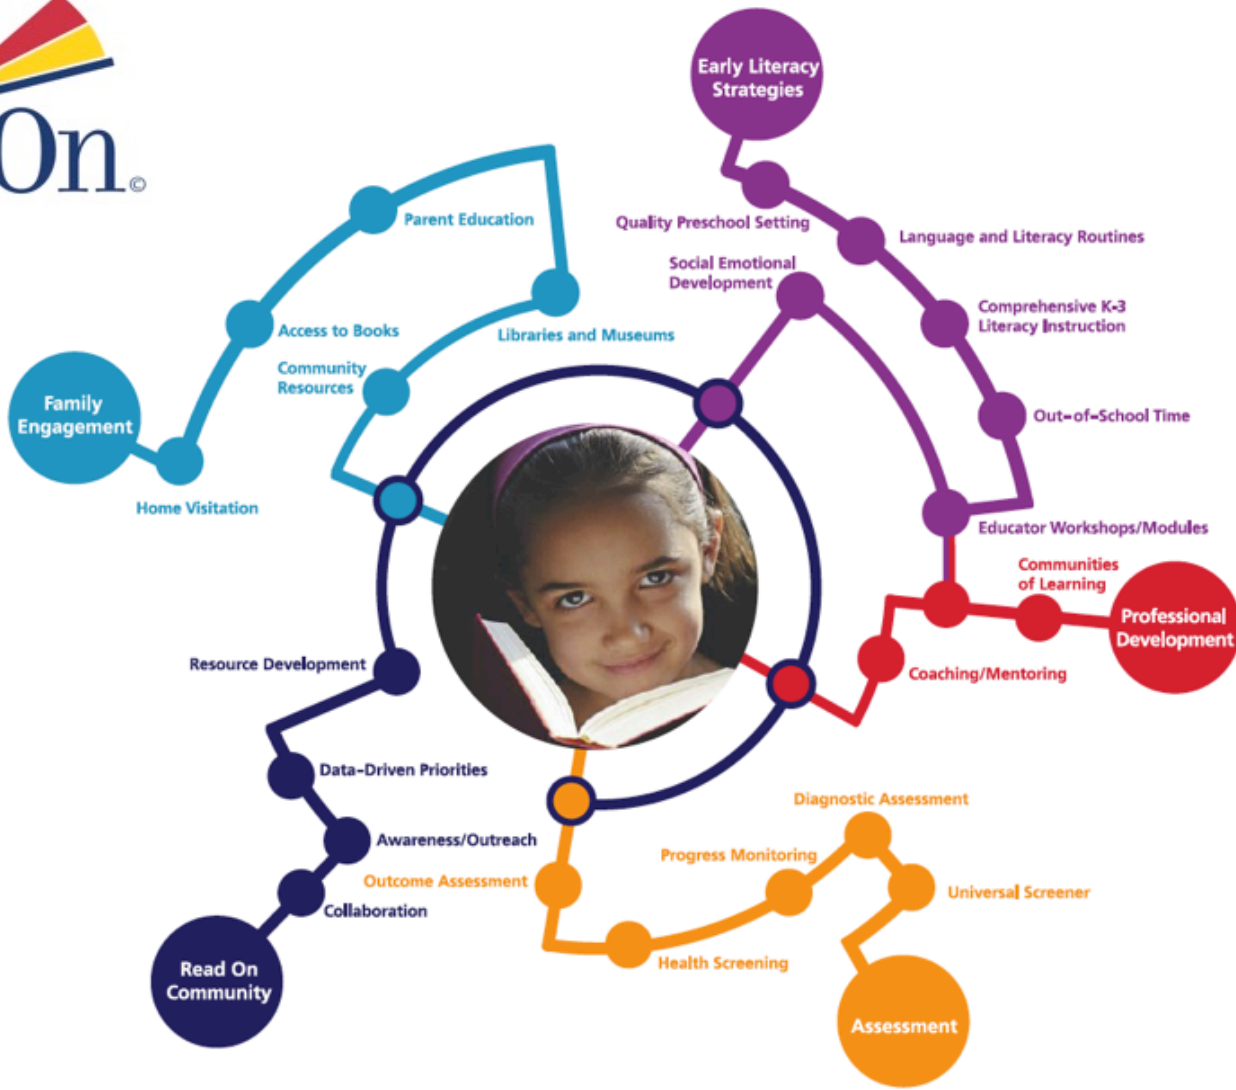 On©
Early Literacy
Strategies
Parent Education
Quality Preschool Setting
Language and Literacy Routines
Social Emotional
Development
Comprehensive K-3
Literacy Instruction
Access to Books
Libraries and Museums
Community
Resources
Family
Engagement
Out-of-School Time
Home Visitation
Educator Workshops/Modules
Communities
of Learning
Professional
Development
Resource Development
Coaching/Mentoring
Data-Driven Priorities
Diagnostic Assessment
Awareness/Outreach
Progress Monitoring
Outcome Assessment
Universal Screener
Collaboration
Health Screening
Read On
Community
Assessment